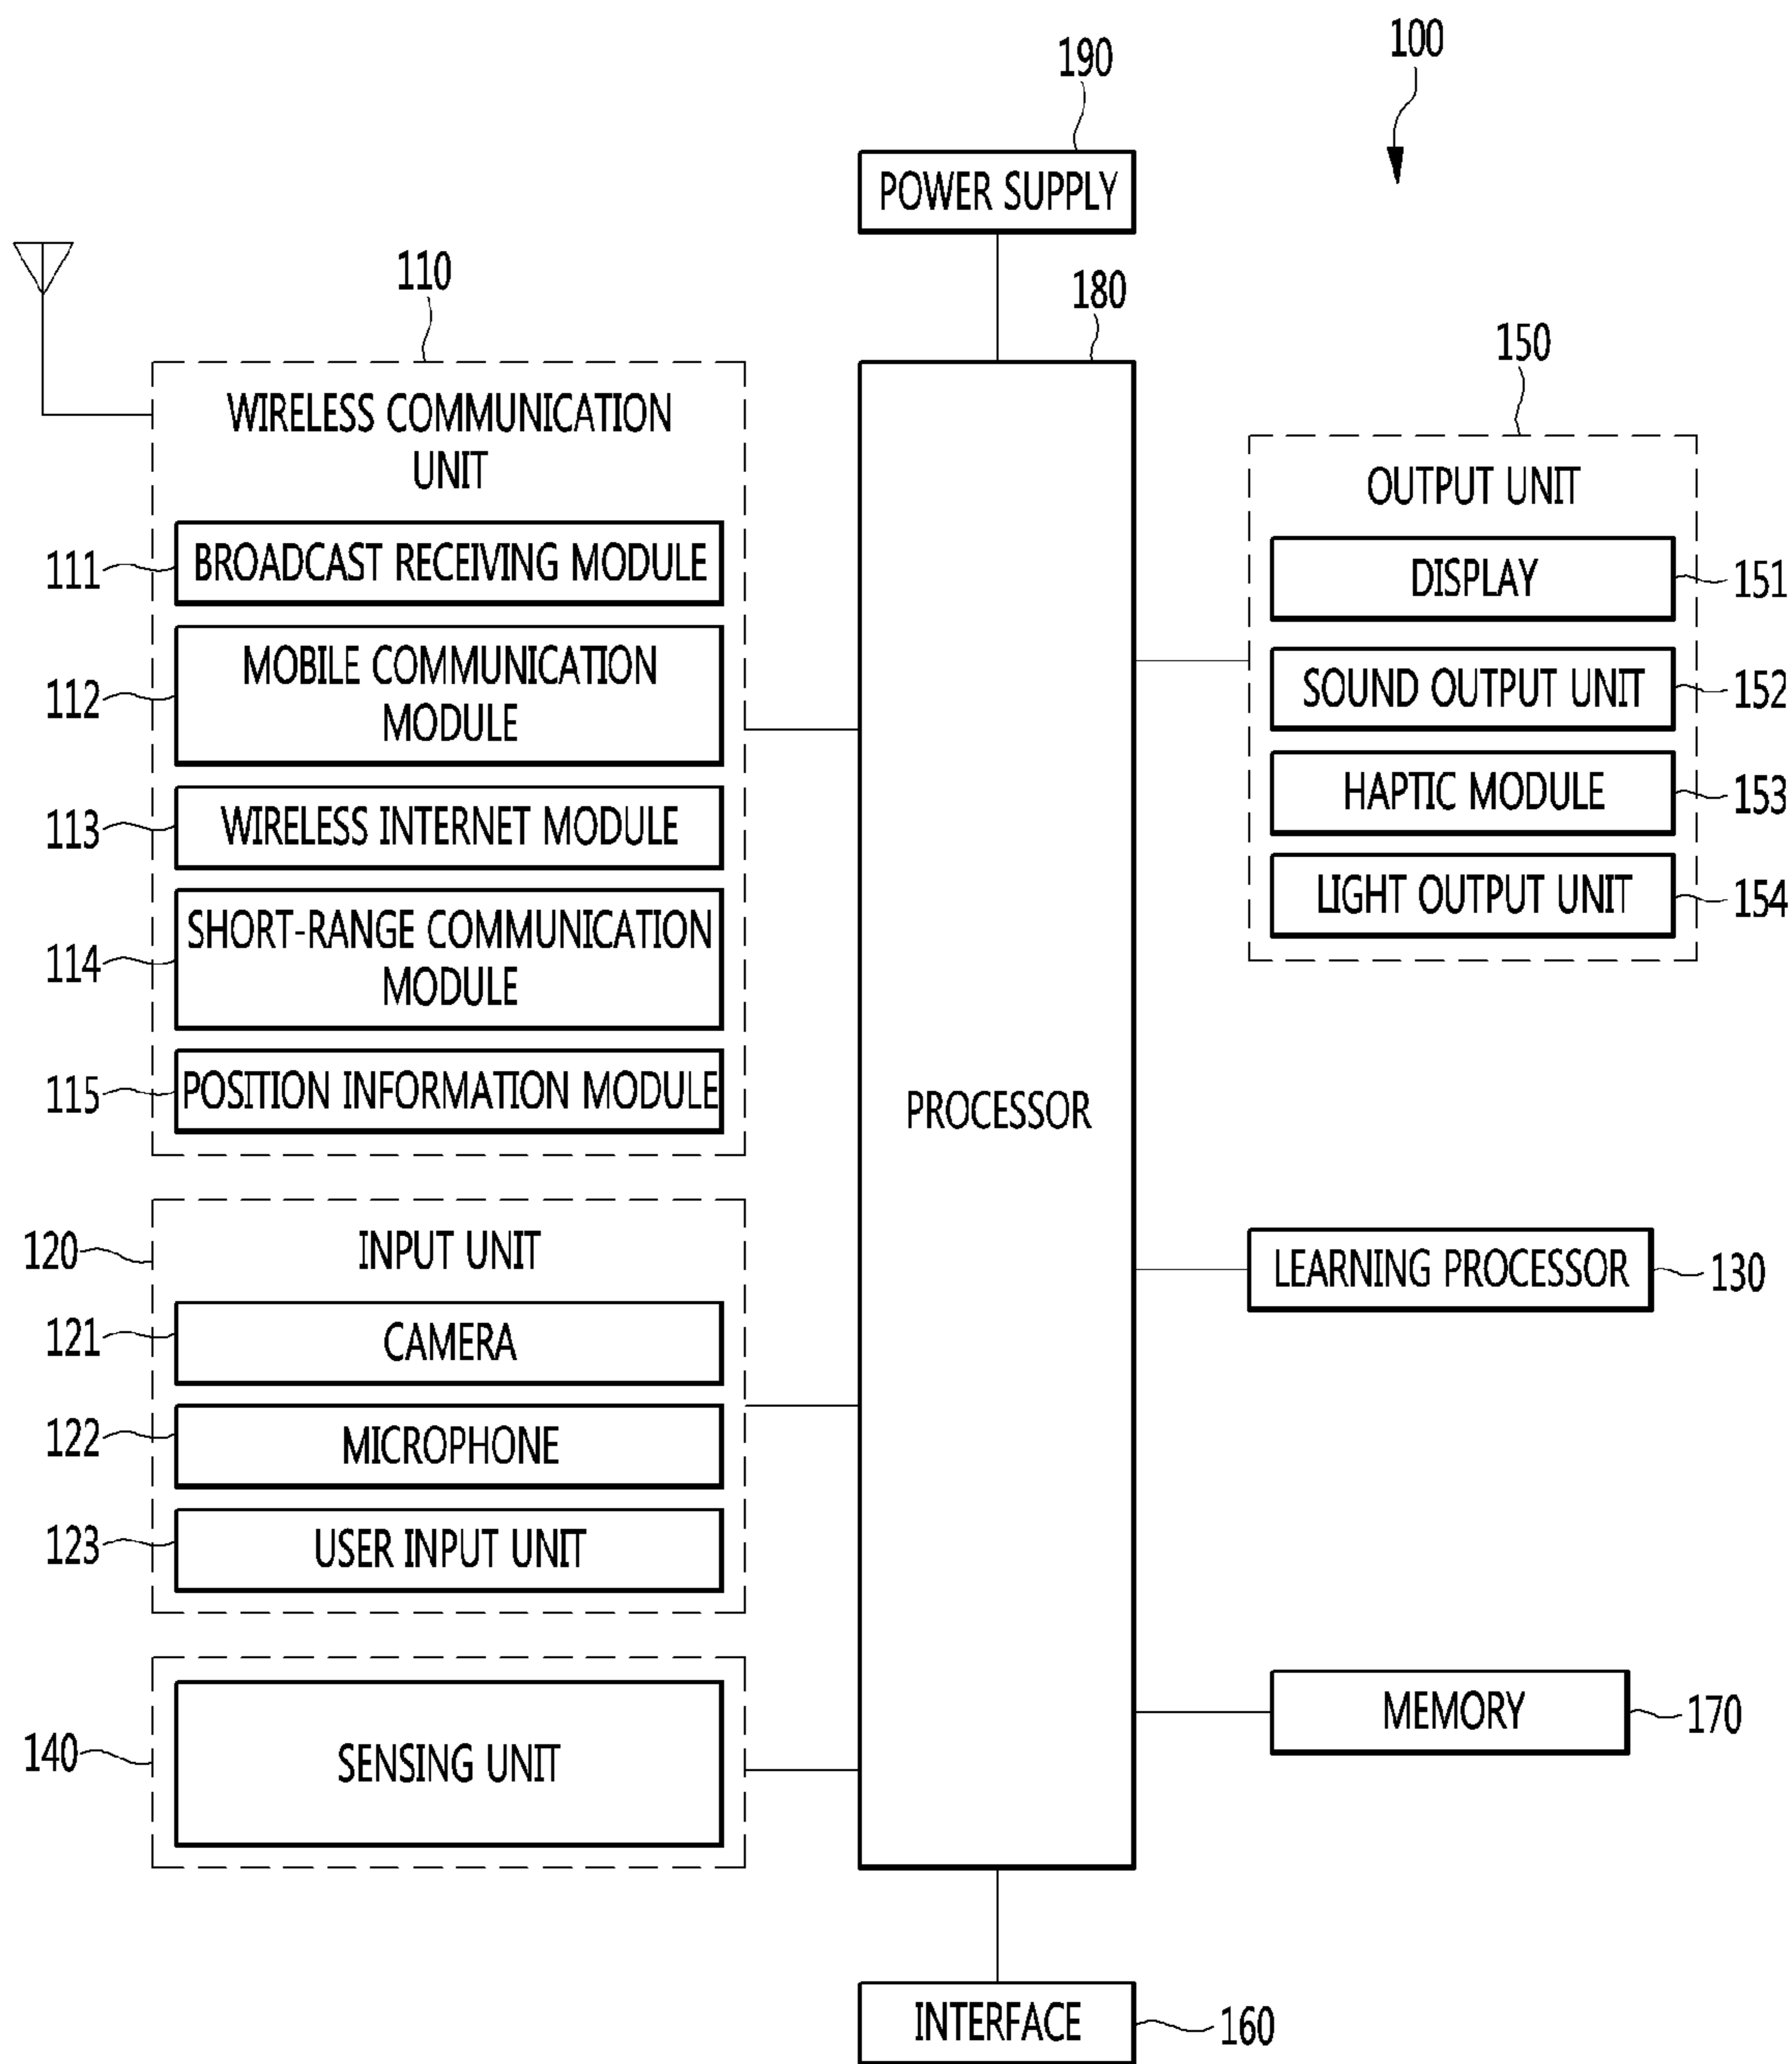 100
190
POWER SUPPLY
110
180
150
WIRELESS COMMUNICATION
UNIT
111
BROADCAST RECEIVING MODULE
112
MOBILE COMMUNICATION
MODULE
113
WIRELESS INTERNET MODULE
114
SHORT-RANGE COMMUNICATION
MODULE
115
POSITION INFORMATION MODULE
120
INPUT UNIT
121
CAMERA
122
MICROPHONE
123
USER INPUT UNIT
140
SENSING UNIT
PROCESSOR
OUTPUT UNIT
DISPLAY
151
SOUND OUTPUT UNIT
152
HAPTIC MODULE
153
LIGHT OUTPUT UNIT
154
LEARNING PROCESSOR
130
MEMORY
170
INTERFACE
160